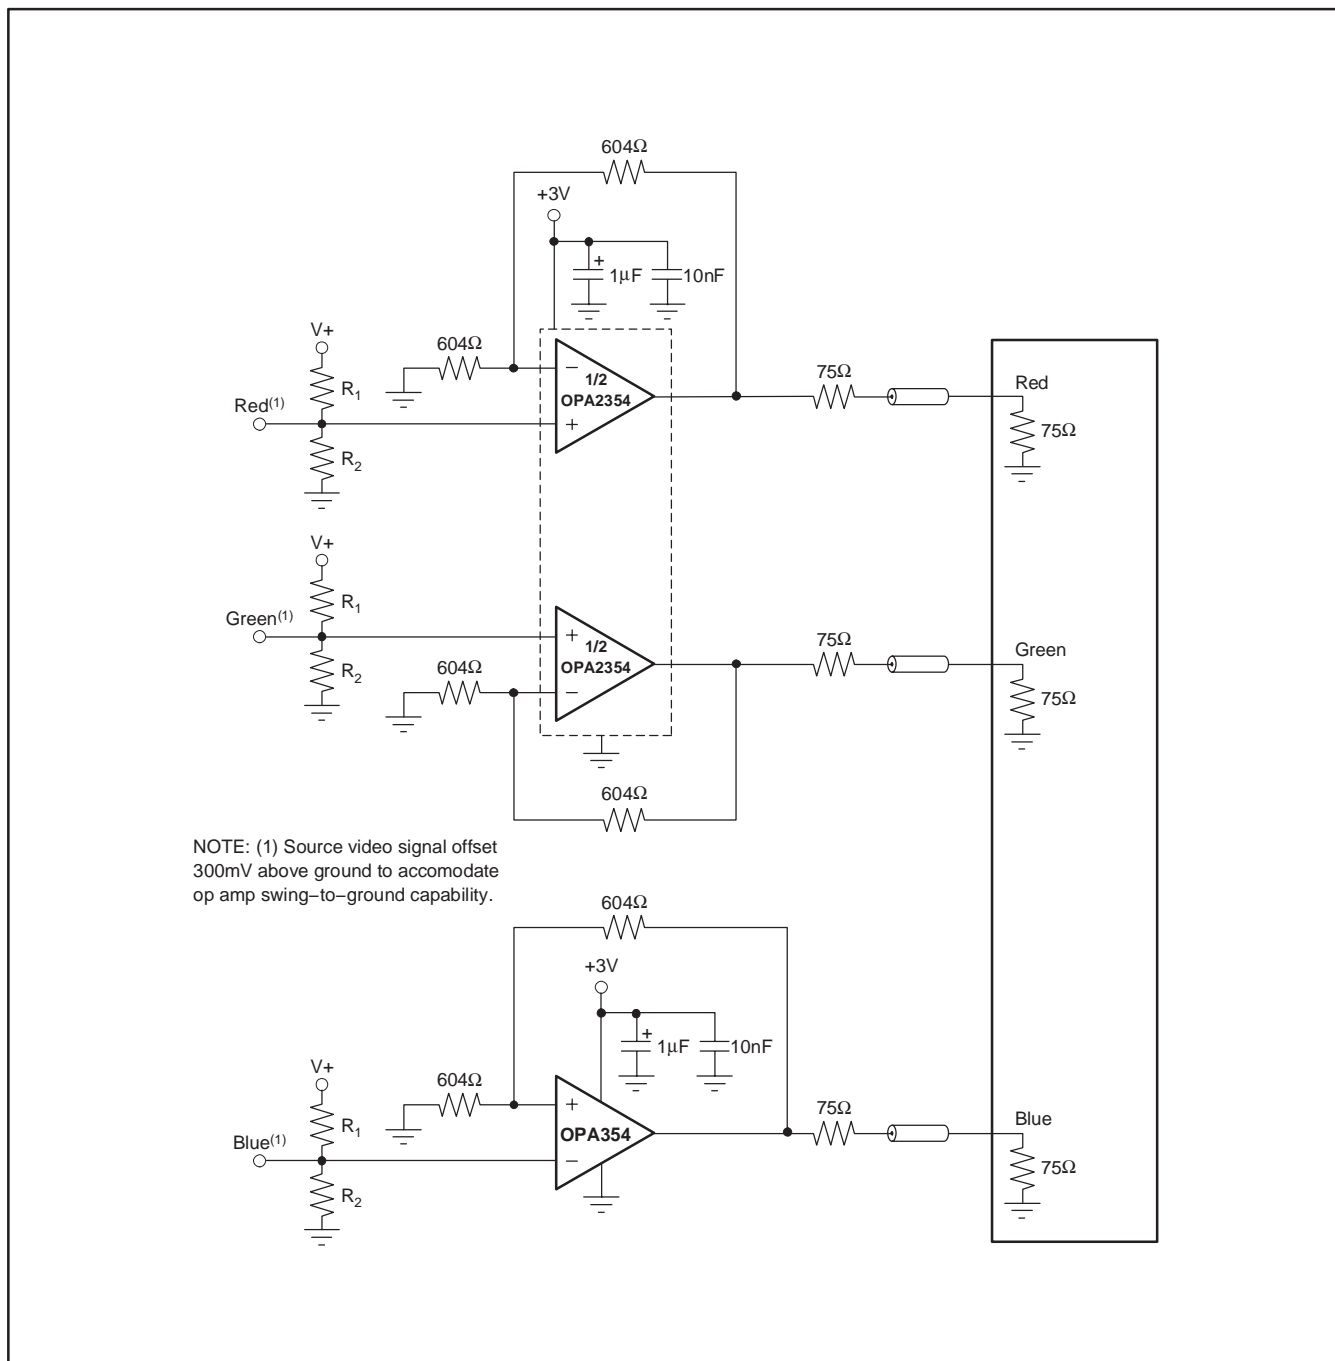 604Ω
+3V
+
1μF
10nF
V+
604Ω
R1
Red(1)
R2
−
1/2
OPA2354
+
75Ω
Red
75Ω
V+
R1
Green(1)
R2
604Ω
+
1/2
OPA2354
−
75Ω
Green
75Ω
604Ω
NOTE: (1) Source video signal offset
300mV above ground to accomodate
op amp swing−to−ground capability.
604Ω
+3V
+
1μF
10nF
V+
604Ω
R1
Blue(1)
R2
+
OPA354
−
75Ω
Blue
75Ω